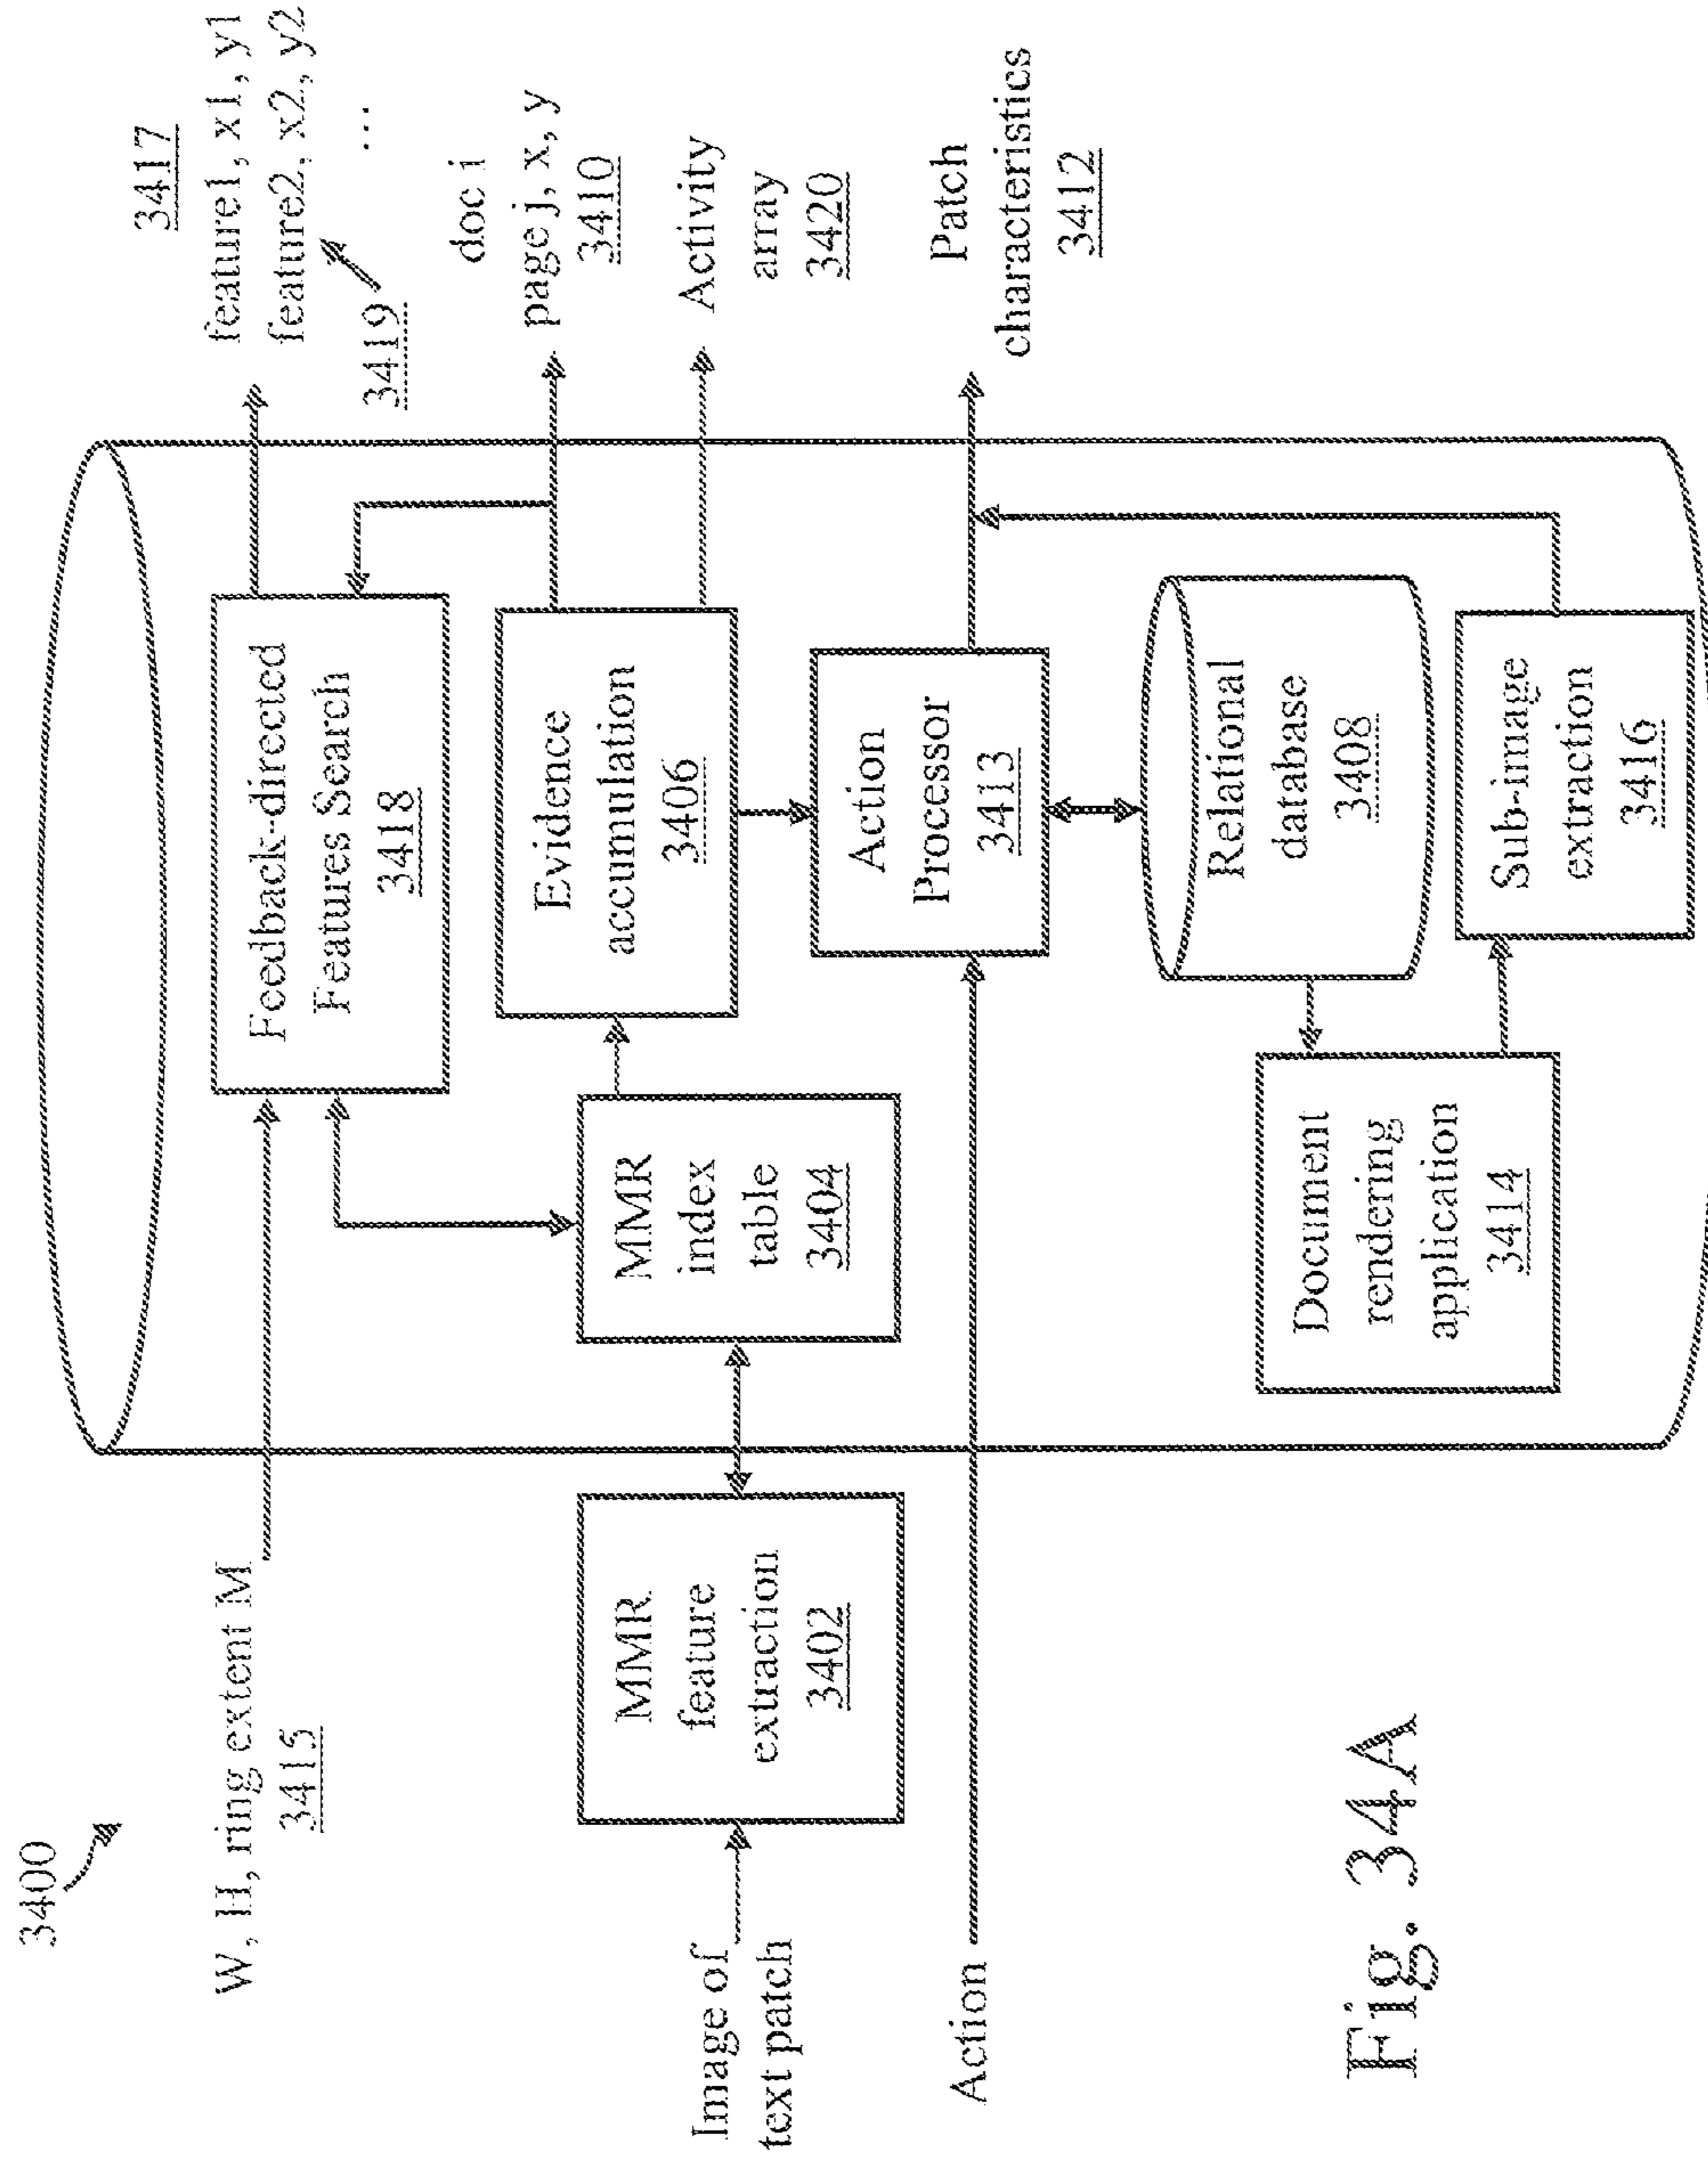 3400
W, H, ring extent M
3415
3417
feature1, x1, y1
feature2, x2, y2
...
3419
Feedback-directed
Features Search
3418
doc i
page j, x, y
3410
Evidence
accumulation
3406
Activity
array
3420
MMR
index
table
3404
MMR
feature
extraction
3402
Image of
text patch
Action
Action
Processor
3413
Patch
characteristics
3412
Relational
database
3408
Document
rendering
application
3414
Sub-image
extraction
3416
Fig. 34A